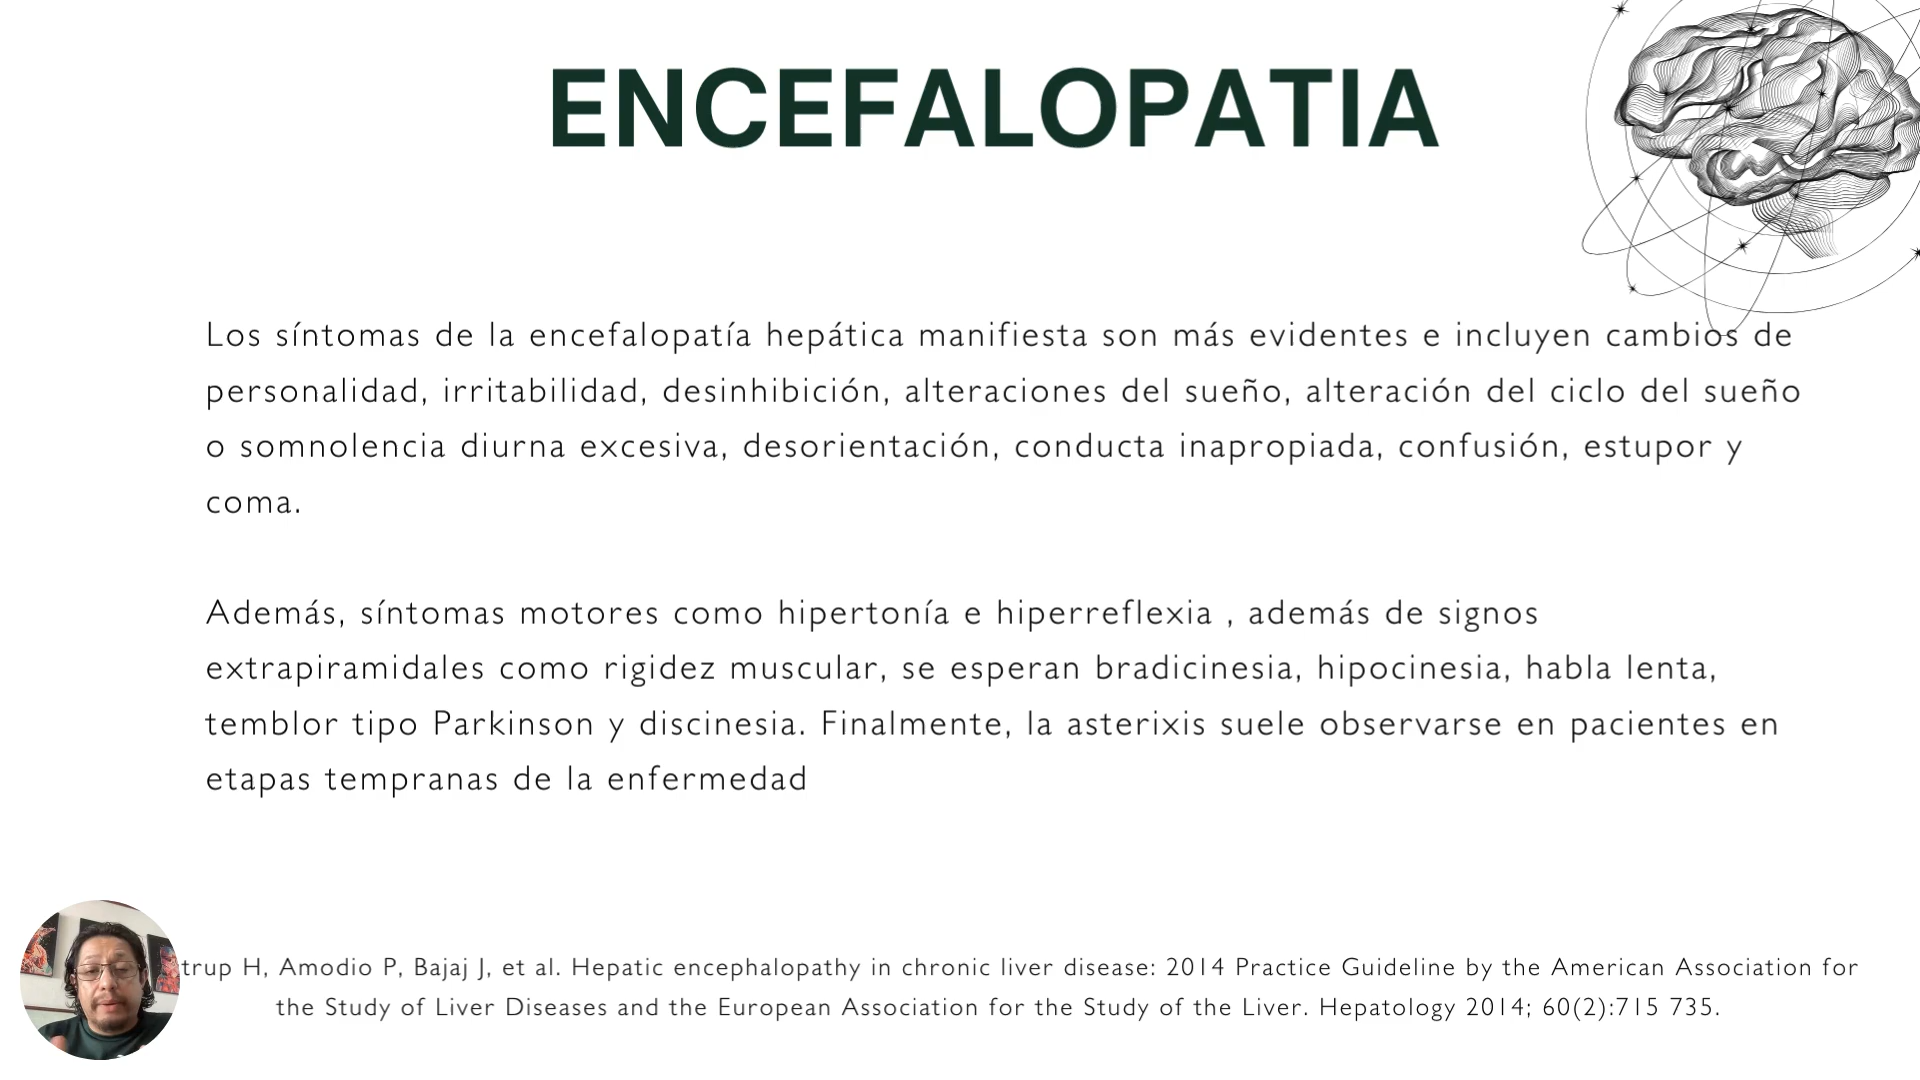 ENCEFALOPATIA
Los síntomas de la encefalopatía hepática manifiesta son más evidentes e incluyen cambios de
personalidad, irritabilidad, desinhibición, alteraciones del sueño, alteración del ciclo del sueño
o somnolencia diurna excesiva, desorientación, conducta inapropiada, confusión, estupor y
coma.
Además, síntomas motores como hipertonía e hiperreflexia , además de signos
extrapiramidales como rigidez muscular, se esperan bradicinesia, hipocinesia, habla lenta,
temblor tipo Parkinson y discinesia. Finalmente, la asterixis suele observarse en pacientes en
etapas tempranas de la enfermedad
trup H, Amodio P, Bajaj J, et al. Hepatic encephalopathy in chronic liver disease: 2014 Practice Guideline by the American Association for
the Study of Liver Diseases and the European Association for the Study of the Liver. Hepatology 2014; 60(2):715 735.